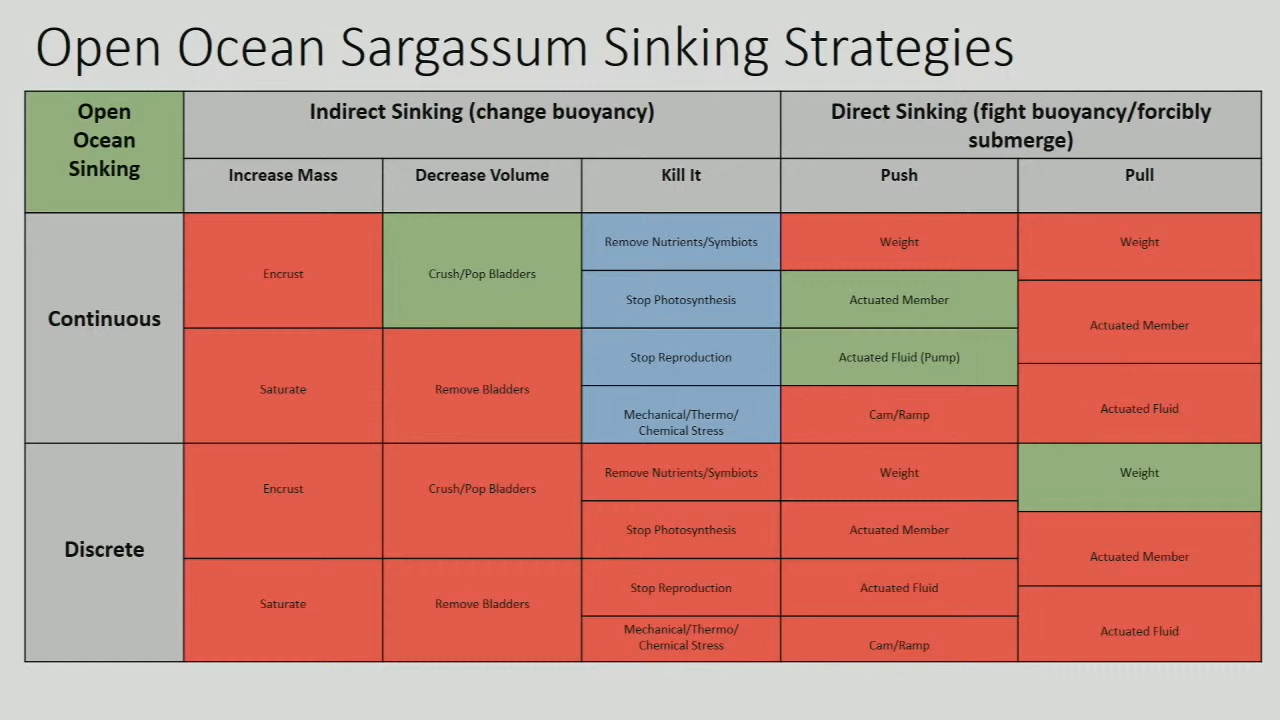 Open Ocean Sargassum Sinking Strategies
Open
Ocean
Sinking
Indirect Sinking (change buoyancy)
Direct Sinking (fight buoyancy/forcibly
submerge)
Increase Mass
Decrease Volume
Kill It
Push
Pull
Continuous
Encrust
Saturate
Crush/Pop Bladders
Remove Bladders
Remove Nutrients/Symbiots
Stop Photosynthesis
Stop Reproduction
Mechanical/Thermo/
Chemical Stress
Weight
Actuated Member
Actuated Fluid (Pump)
Cam/Ramp
Weight
Actuated Member
Actuated Fluid
Discrete
Encrust
Saturate
Crush/Pop Bladders
Remove Bladders
Remove Nutrients/Symbiots
Stop Photosynthesis
Stop Reproduction
Mechanical/Thermo/
Chemical Stress
Weight
Actuated Member
Actuated Fluid
Cam/Ramp
Weight
Actuated Member
Actuated Fluid